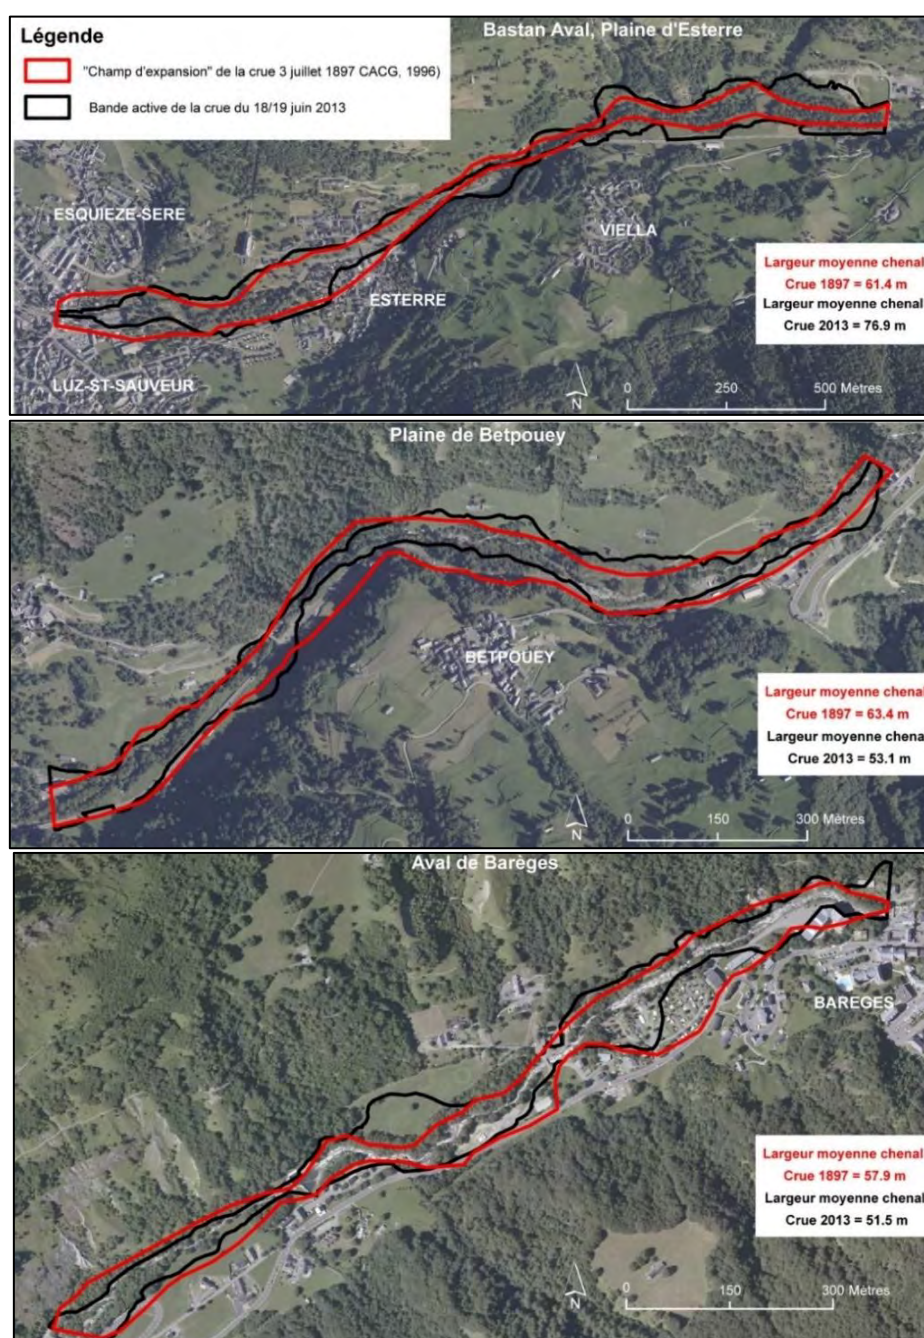 Bastan Aval, Plaine d'Esterre
Légende
"Champ d'expansion" de la crue 3 juillet 1897 CACG, 1996)
Bande active de la crue du 18/19 juin 2013
ESQUIEZE-SERE
VIELLA
ESTERRE
LUZ-ST-SAUVEUR
Largeur moyenne chenal
Crue 1897 = 61.4 m
Largeur moyenne chenal
Crue 2013 = 76.9 m
N
0 250 500 Mètres
Plaine de Betpouey
BETPOUEY
Largeur moyenne chenal
Crue 1897 = 63.4 m
Largeur moyenne chenal
Crue 2013 = 53.1 m
N
0 150 300 Mètres
Aval de Barèges
BAREGES
Largeur moyenne chenal
Crue 1897 = 57.9 m
Largeur moyenne chenal
Crue 2013 = 51.5 m
N
0 150 300 Mètres